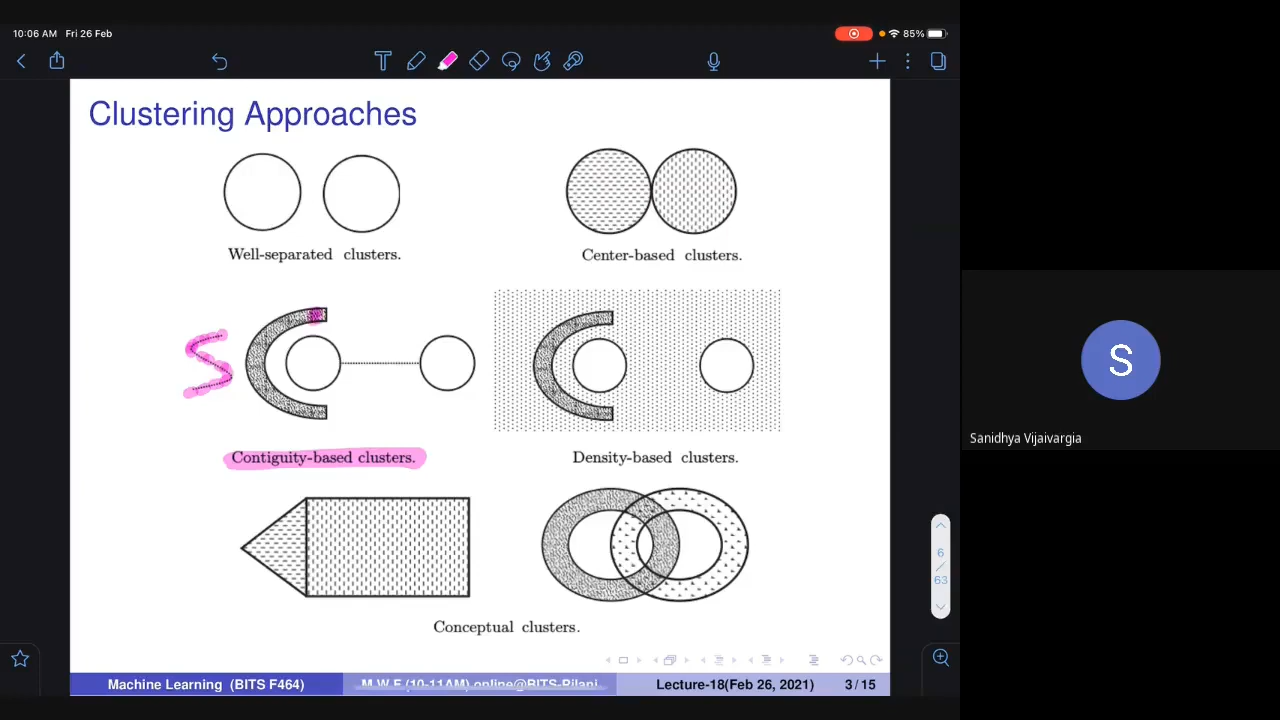 10:06 AM Fri 26 Feb
85%
Clustering Approaches
Well-separated clusters.
Center-based clusters.
S
Contiguity-based clusters.
Density-based clusters.
Conceptual clusters.
6
/
63
S
Sanidhya Vijaivargia
Machine Learning (BITS F464)
M W F (10-11AM) online@BITS-Pilani
Lecture-18(Feb 26, 2021)
3 / 15